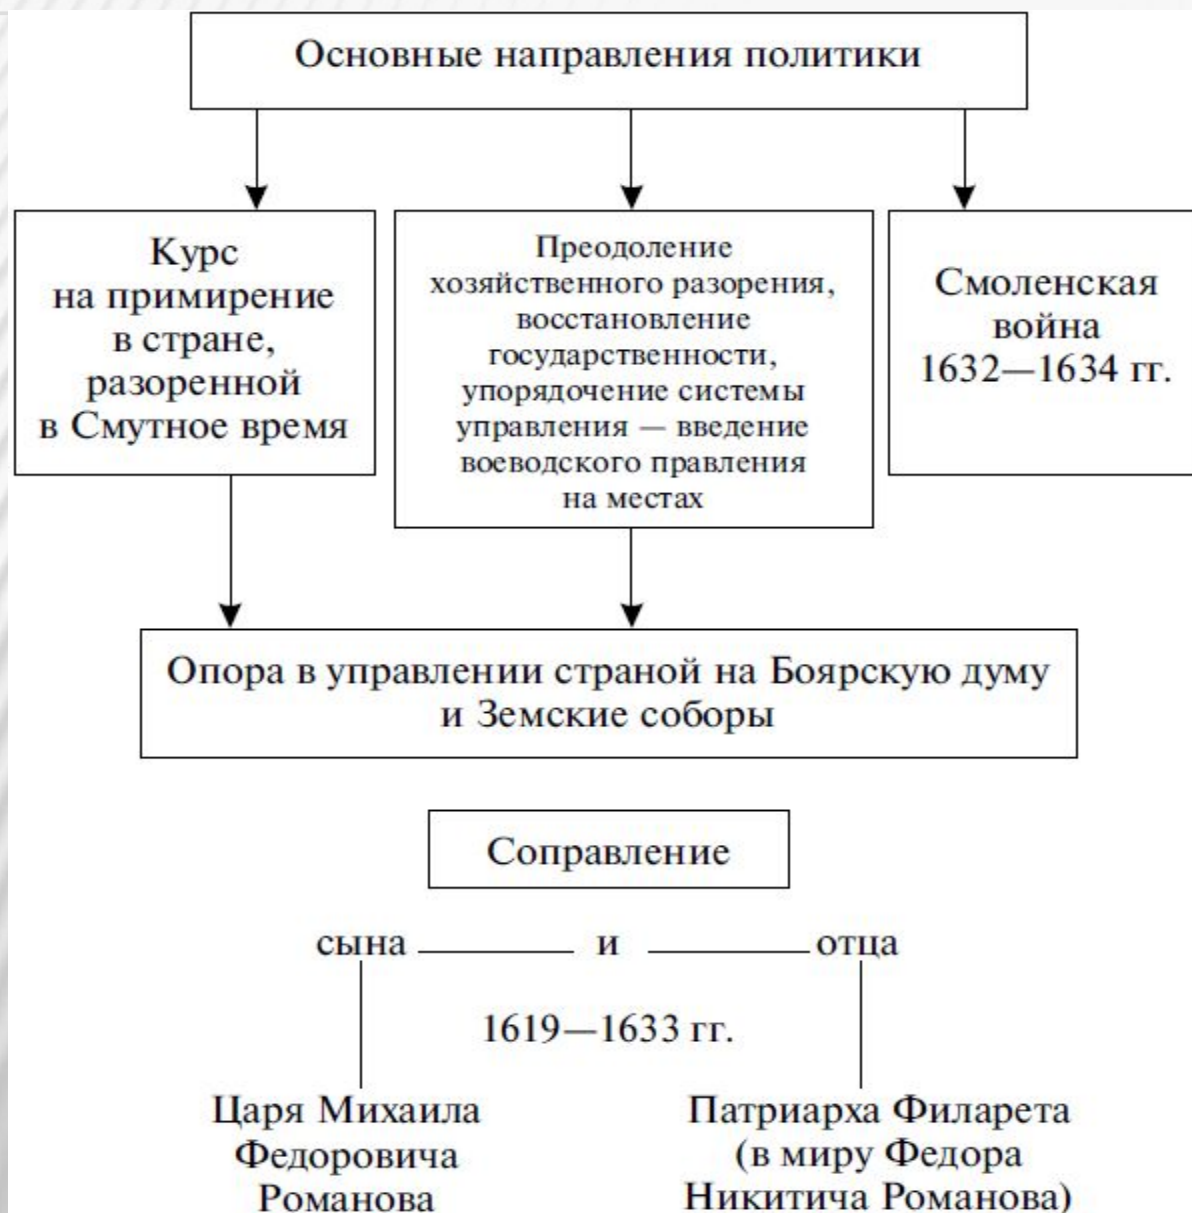 Основные направления политики
Курс
на примирение
в стране,
разоренной
в Смутное время
Преодоление
хозяйственного разорения,
восстановление
государственности,
упорядочение системы
управления — введение
воеводского правления
на местах
Смоленская
война
1632—1634 гг.
Опора в управлении страной на Боярскую думу
и Земские соборы
Соправление
сына и отца
1619—1633 гг.
Царя Михаила
Федоровича
Романова
Патриарха Филарета
(в миру Федора
Никитича Романова)